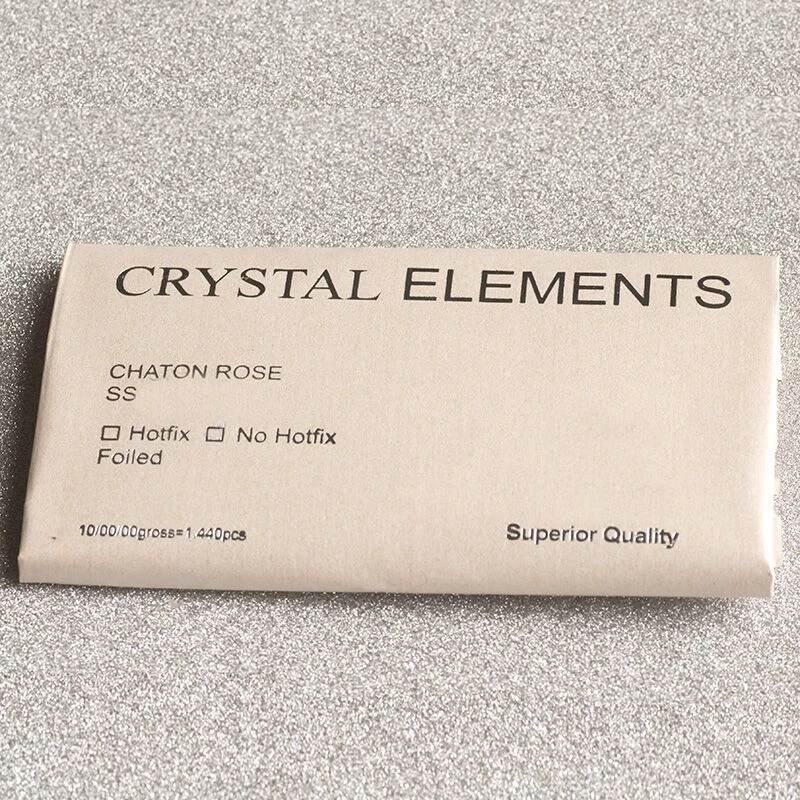 CRYSTAL ELEMENTS
CHATON ROSE
SS
☐ Hotfix ☐ No Hotfix
Foiled
10/00/00gross=1.440pcs
Superior Quality